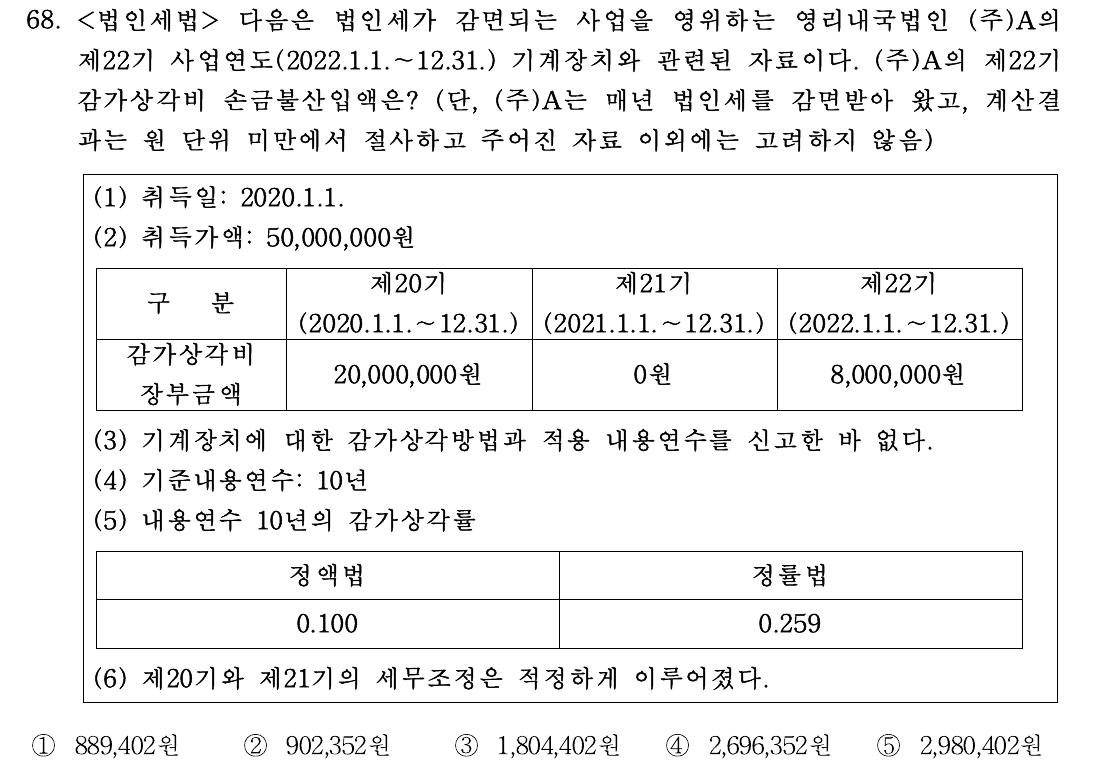 68. <법인세법> 다음은 법인세가 감면되는 사업을 영위하는 영리내국법인 (주)A의
제22기 사업연도(2022.1.1.~12.31.) 기계장치와 관련된 자료이다. (주)A의 제22기
감가상각비 손금불산입액은? (단, (주)A는 매년 법인세를 감면받아 왔고, 계산결
과는 원 단위 미만에서 절사하고 주어진 자료 이외에는 고려하지 않음)
(1) 취득일: 2020.1.1.
(2) 취득가액: 50,000,000원
구 분 제20기 (2020.1.1.~12.31.) 제21기 (2021.1.1.~12.31.) 제22기 (2022.1.1.~12.31.)
감가상각비 장부금액 20,000,000원 0원 8,000,000원
(3) 기계장치에 대한 감가상각방법과 적용 내용연수를 신고한 바 없다.
(4) 기준내용연수: 10년
(5) 내용연수 10년의 감가상각률
정액법 정률법
0.100 0.259
(6) 제20기와 제21기의 세무조정은 적정하게 이루어졌다.
① 889,402원 ② 902,352원 ③ 1,804,402원 ④ 2,696,352원 ⑤ 2,980,402원